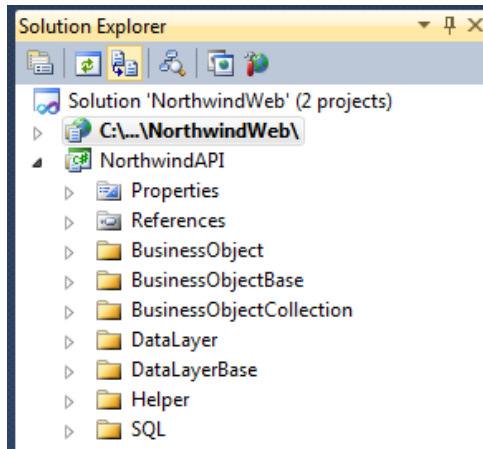 Solution Explorer
Solution 'NorthwindWeb' (2 projects)
C:\...\NorthwindWeb\
NorthwindAPI
Properties
References
BusinessObject
BusinessObjectBase
BusinessObjectCollection
DataLayer
DataLayerBase
Helper
SQL